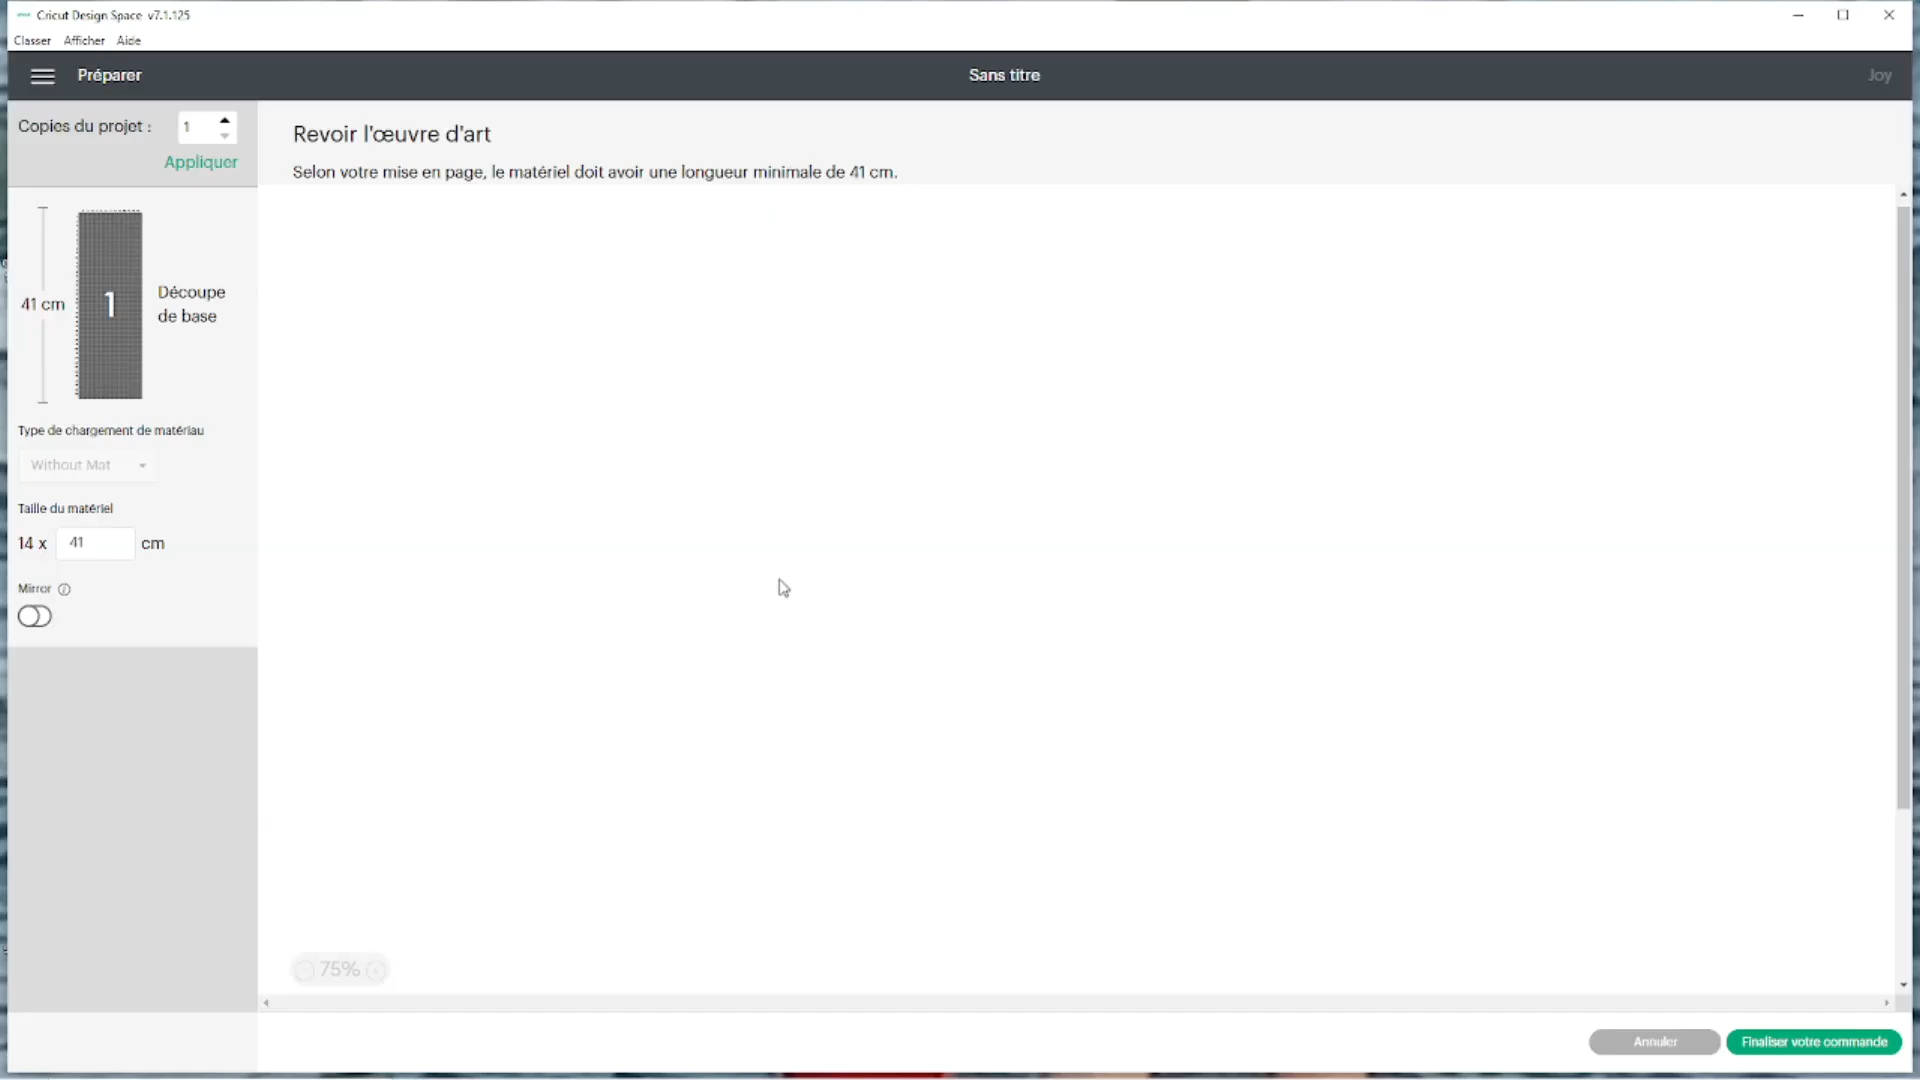 Cricut Design Space v7.1.125
Classer Afficher Aide
Préparer
Sans titre
Joy
Copies du projet : 1
Appliquer
Revoir l'œuvre d'art
Selon votre mise en page, le matériel doit avoir une longueur minimale de 41 cm.
41 cm
1
Découpe
de base
Type de chargement de matériau
Without Mat
Taille du matériel
14 x 41 cm
Mirror
75%
Annuler
Finaliser votre commande